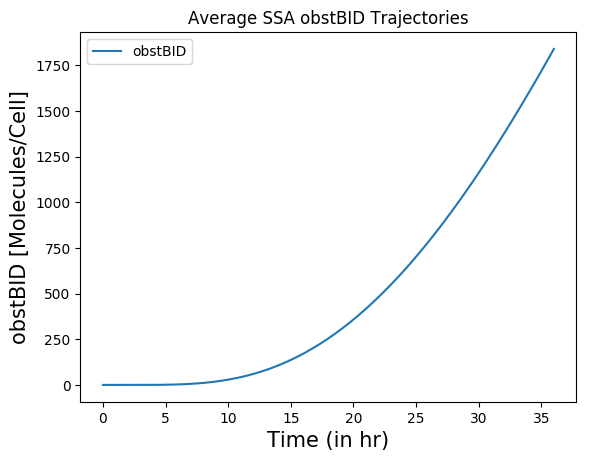 Average SSA obstBID Trajectories
obstBID
obstBID [Molecules/Cell]
1750
1500
1250
1000
750
500
250
0
0 5 10 15 20 25 30 35
Time (in hr)